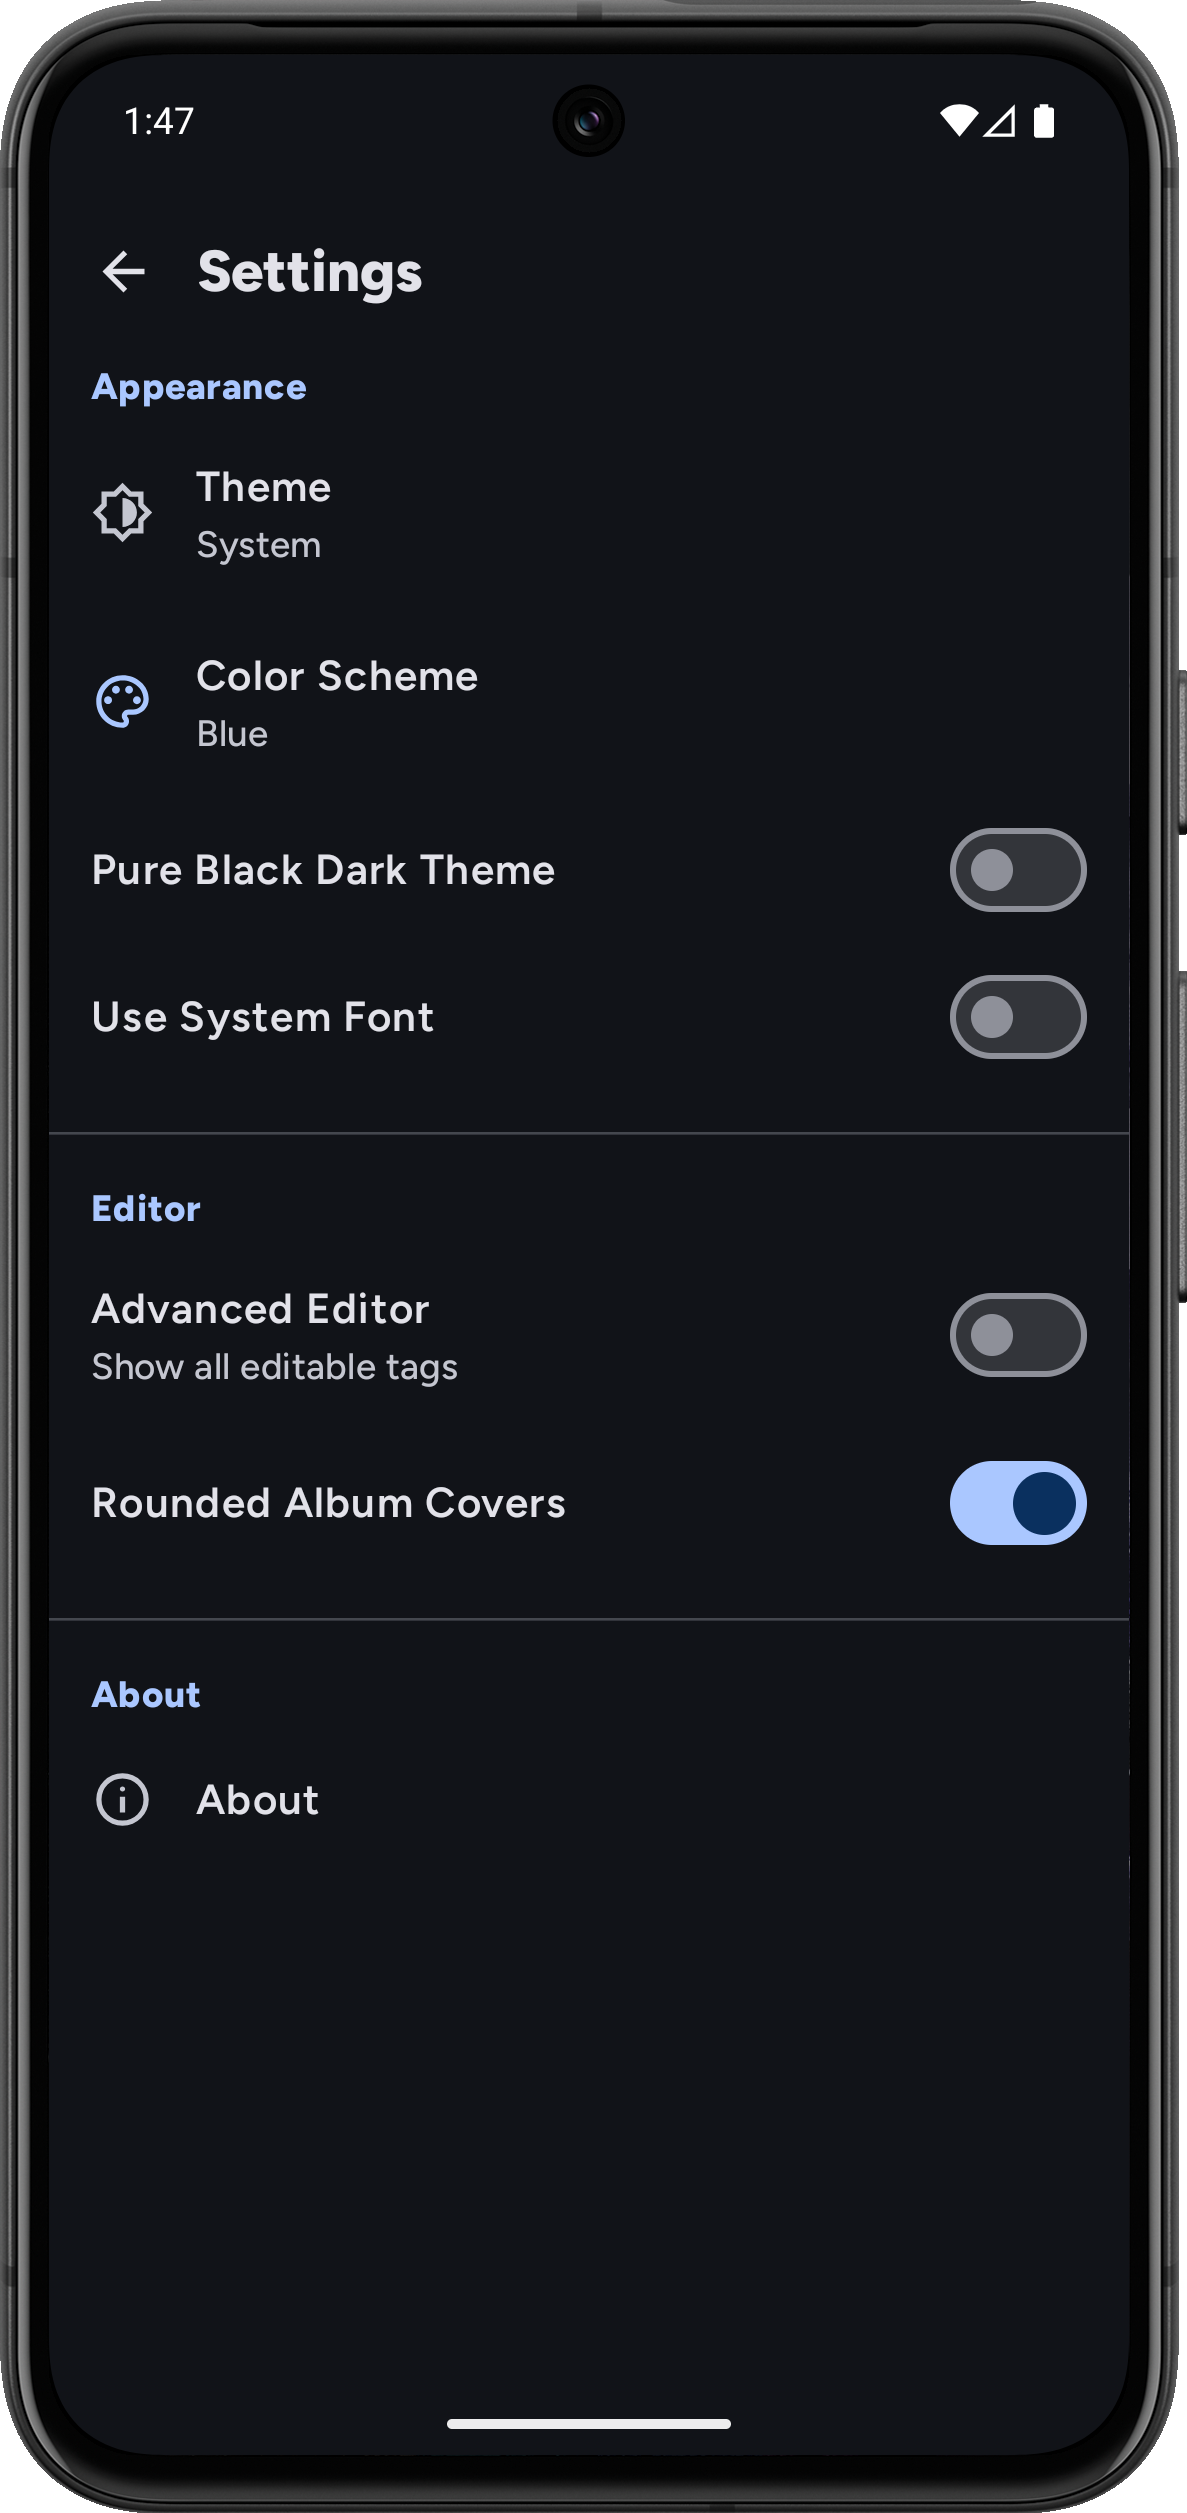 1:47
Settings
Appearance
Theme
System
Color Scheme
Blue
Pure Black Dark Theme
Use System Font
Editor
Advanced Editor
Show all editable tags
Rounded Album Covers
About
About